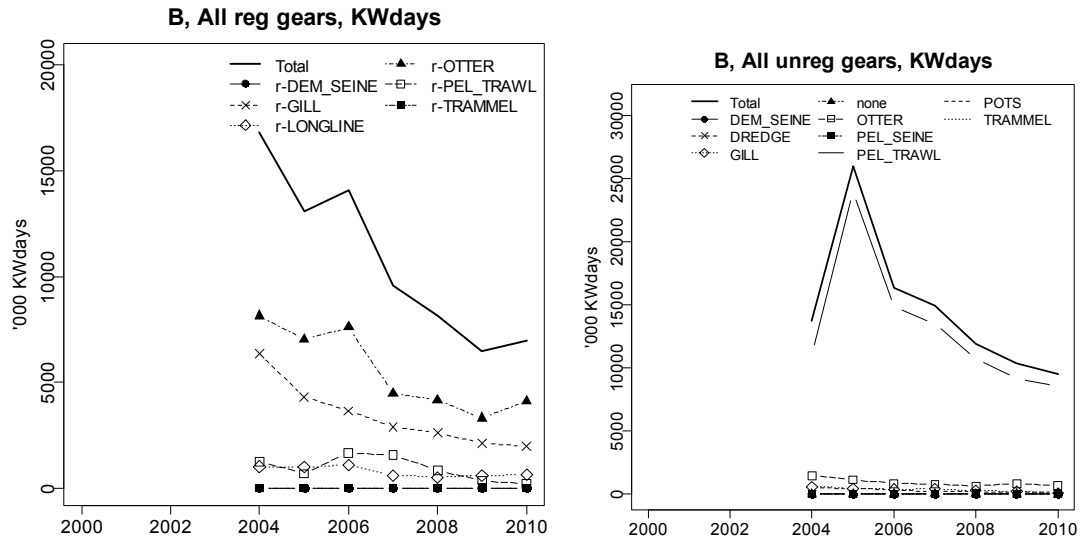 B, All reg gears, KWdays
'000 KWdays
20000
15000
10000
5000
0
Total
r-DEM_SEINE
r-GILL
r-LONGLINE
r-OTTER
r-PEL_TRAWL
r-TRAMMEL
2000 2002 2004 2006 2008 2010
B, All unreg gears, KWdays
'000 KWdays
30000
25000
20000
15000
10000
5000
0
Total
DEM_SEINE
DREDGE
GILL
none
OTTER
PEL_SEINE
PEL_TRAWL
POTS
TRAMMEL
2000 2002 2004 2006 2008 2010